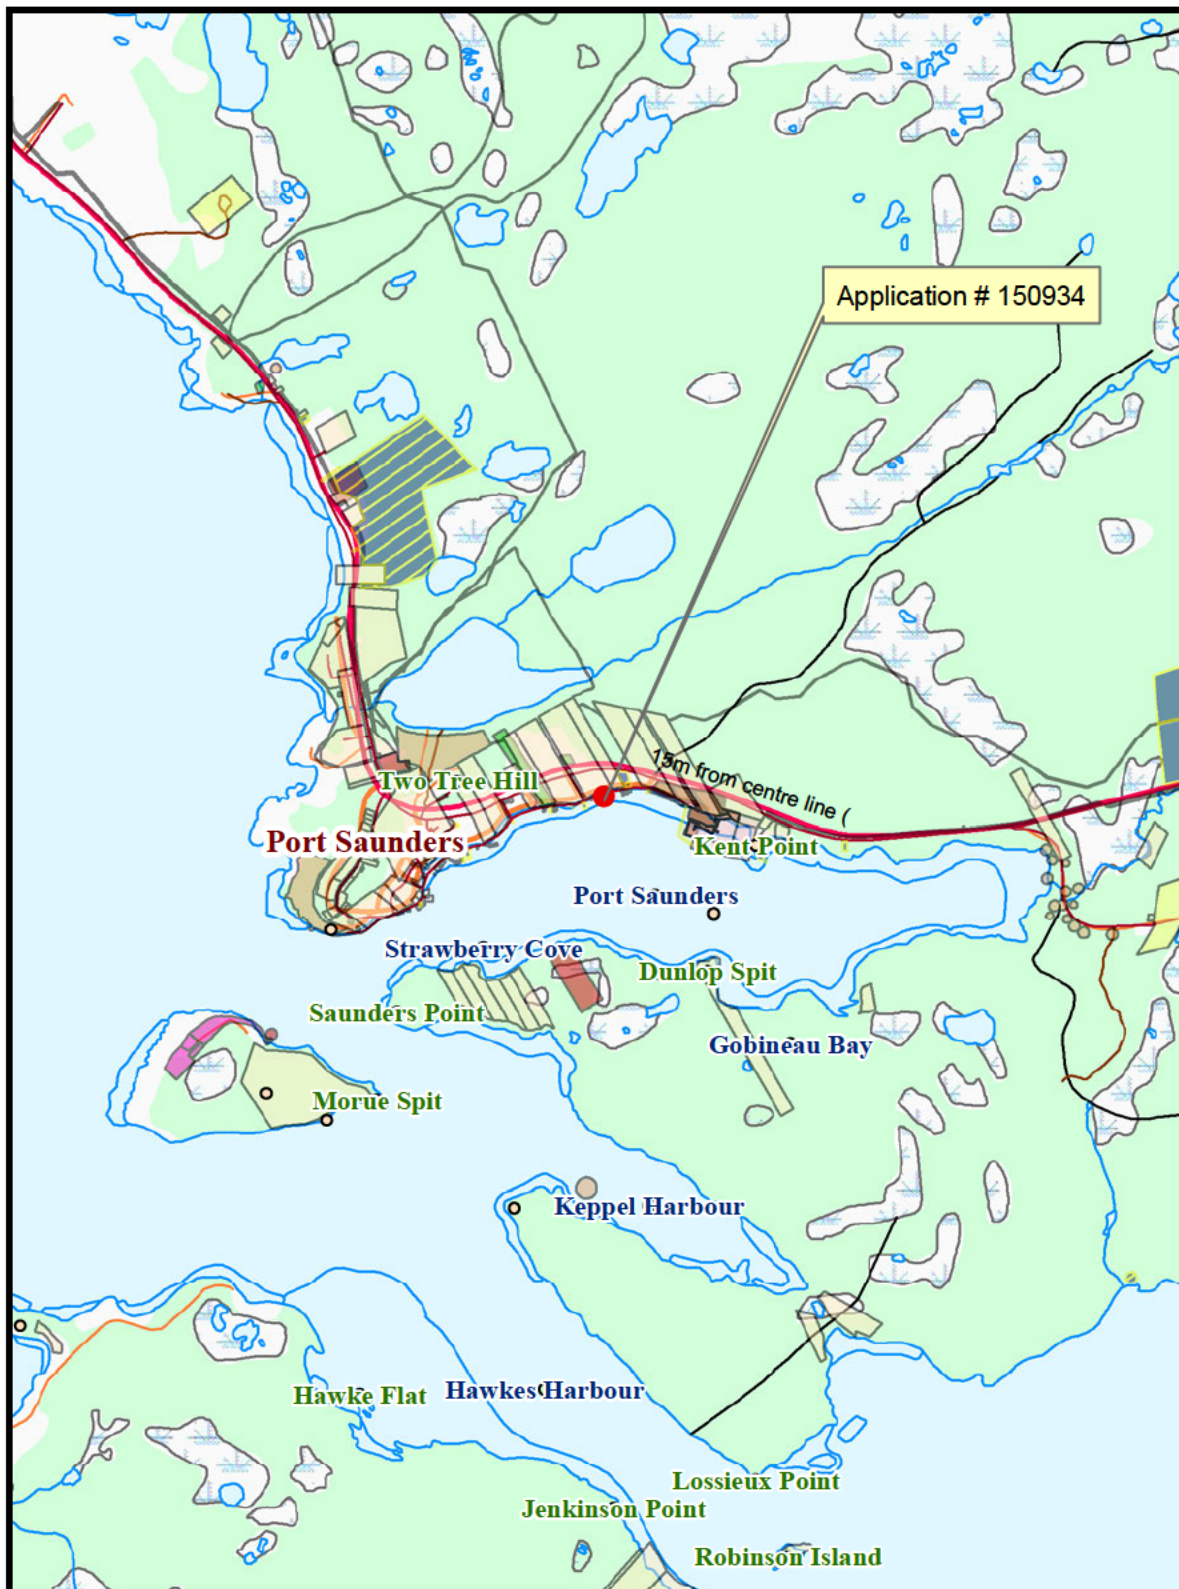 Application # 150934
15m from centre line (
Two Tree Hill
Port Saunders
Kent Point
Port Saunders
Strawberry Cove
Dunlop Spit
Saunders Point
Gobineau Bay
Morue Spit
Keppel Harbour
Hawke Flat
Hawkes Harbour
Lossieux Point
Jenkinson Point
Robinson Island